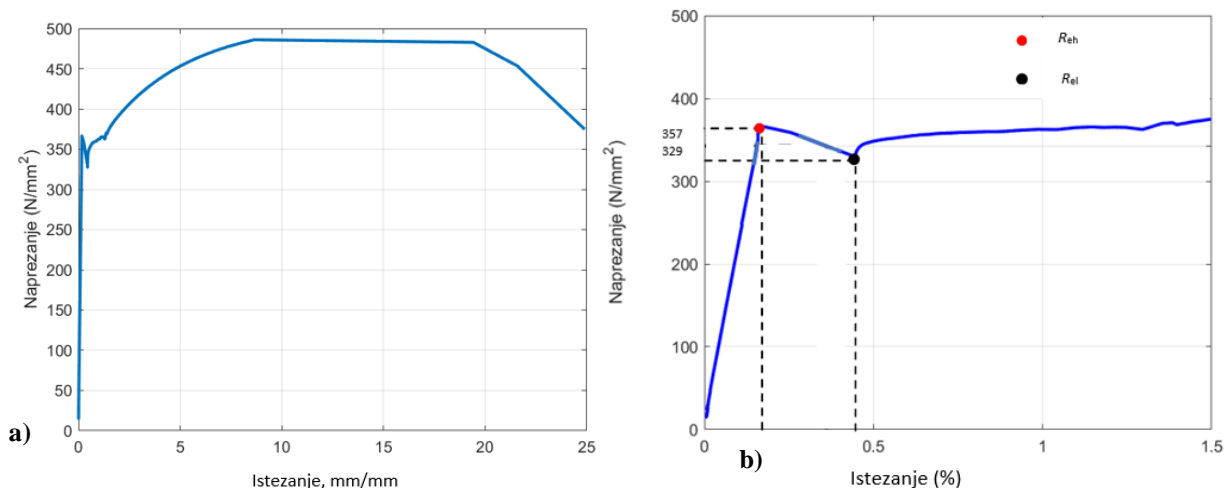 500
450
400
350
300
250
200
150
100
50
0
0 5 10 15 20 25
Naprezanje (N/mm²)
Istezanje, mm/mm
a)
500
400
357
329
300
200
100
0
0 0.5 1 1.5
Naprezanje (N/mm²)
Istezanje (%)
Reh
Rel
b)